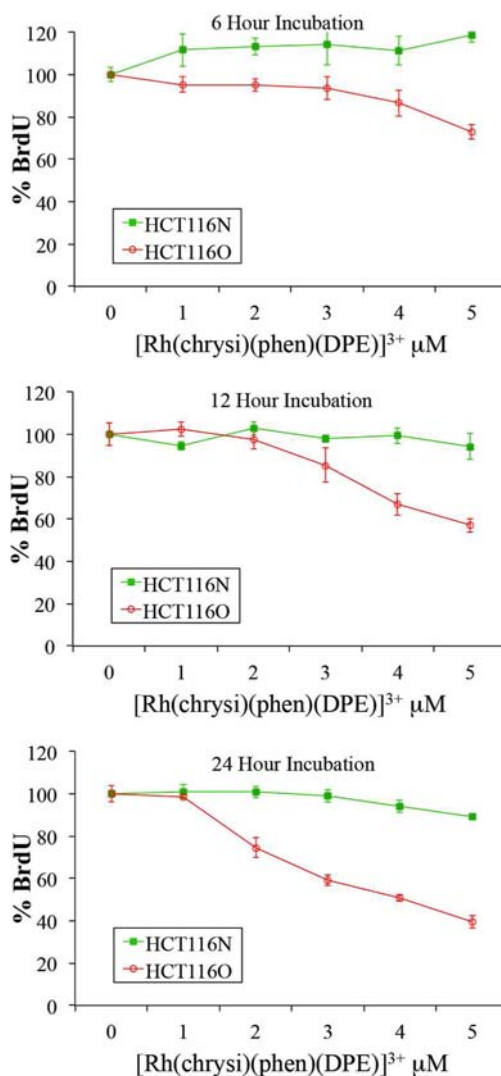 6 Hour Incubation
120
100
80
60
40
20
0
% BrdU
HCT116N
HCT116O
0 1 2 3 4 5
[Rh(chrysi)(phen)(DPE)]³⁺ μM
12 Hour Incubation
120
100
80
60
40
20
0
% BrdU
HCT116N
HCT116O
0 1 2 3 4 5
[Rh(chrysi)(phen)(DPE)]³⁺ μM
24 Hour Incubation
120
100
80
60
40
20
0
% BrdU
HCT116N
HCT116O
0 1 2 3 4 5
[Rh(chrysi)(phen)(DPE)]³⁺ μM